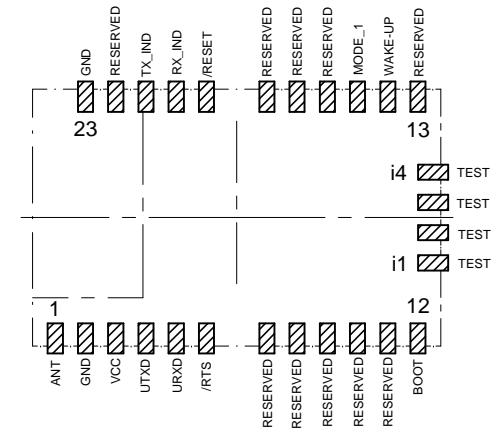 GND
RESERVED
TX_IND
RX_IND
/RESET
RESERVED
RESERVED
RESERVED
MODE_1
WAKE-UP
RESERVED
23
13
i4
TEST
TEST
TEST
i1
TEST
1
12
ANT
GND
VCC
UTXD
URXD
/RTS
RESERVED
RESERVED
RESERVED
RESERVED
RESERVED
BOOT